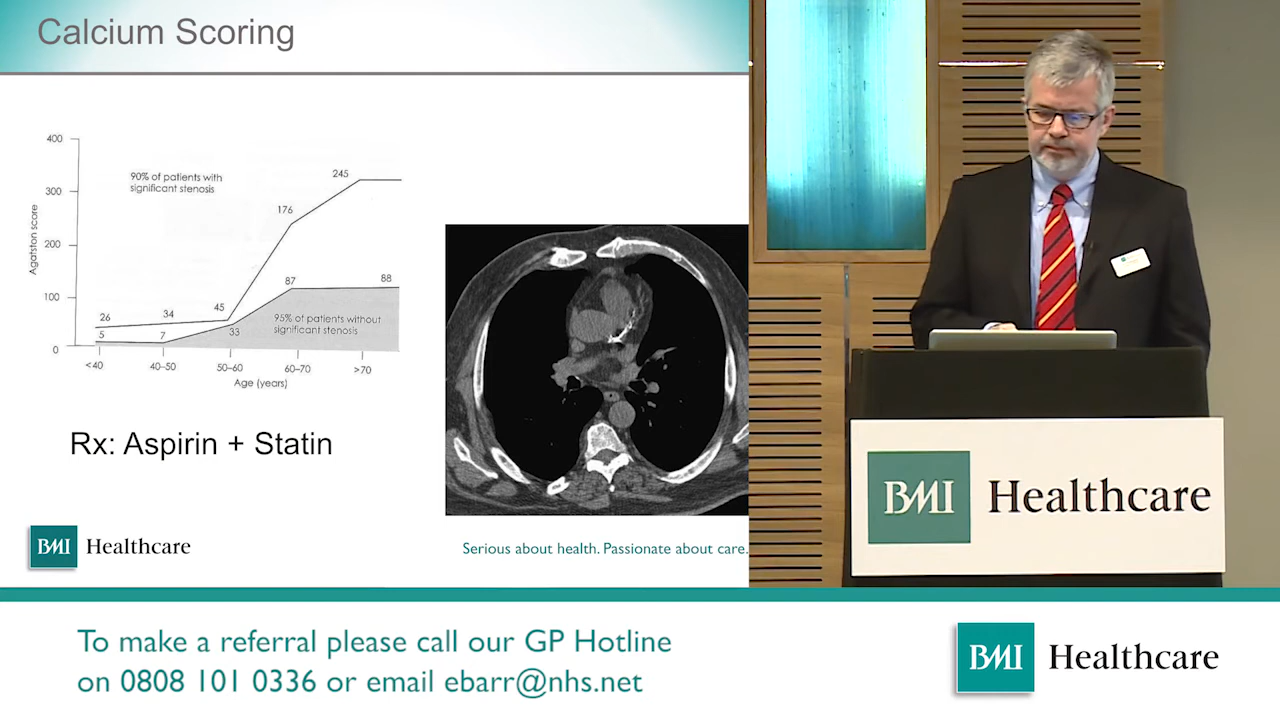 Calcium Scoring
400
300
200
100
0
Agatston score
90% of patients with
significant stenosis
245
176
87
88
26
34
45
5
7
33
95% of patients without
significant stenosis
<40
40–50
50–60
60–70
>70
Age (years)
Rx: Aspirin + Statin
BMI Healthcare
Serious about health. Passionate about care.
BMI Healthcare
To make a referral please call our GP Hotline
on 0808 101 0336 or email ebarr@nhs.net
BMI Healthcare